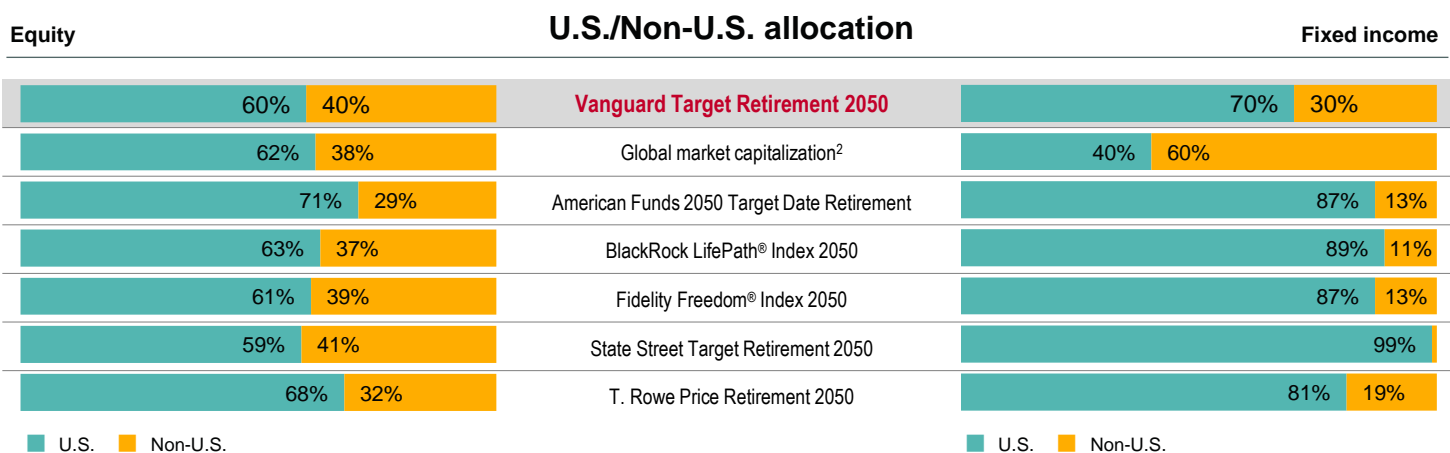 Equity U.S./Non-U.S. allocation Fixed income
60% 40% Vanguard Target Retirement 2050 70% 30%
62% 38% Global market capitalization² 40% 60%
71% 29% American Funds 2050 Target Date Retirement 87% 13%
63% 37% BlackRock LifePath® Index 2050 89% 11%
61% 39% Fidelity Freedom® Index 2050 87% 13%
59% 41% State Street Target Retirement 2050 99%
68% 32% T. Rowe Price Retirement 2050 81% 19%
U.S. Non-U.S. U.S. Non-U.S.